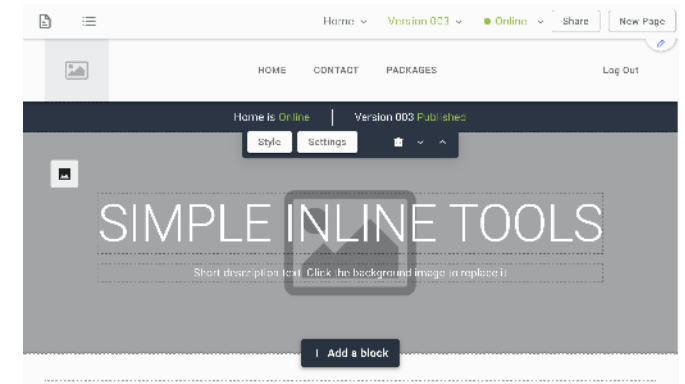 Home Version 003 Online Share New Page
HOME CONTACT PACKAGES Log Out
Home is Online Version 003 Published
Style Settings
SIMPLE INLINE TOOLS
Short description text. Click the background image to replace it
Add a block